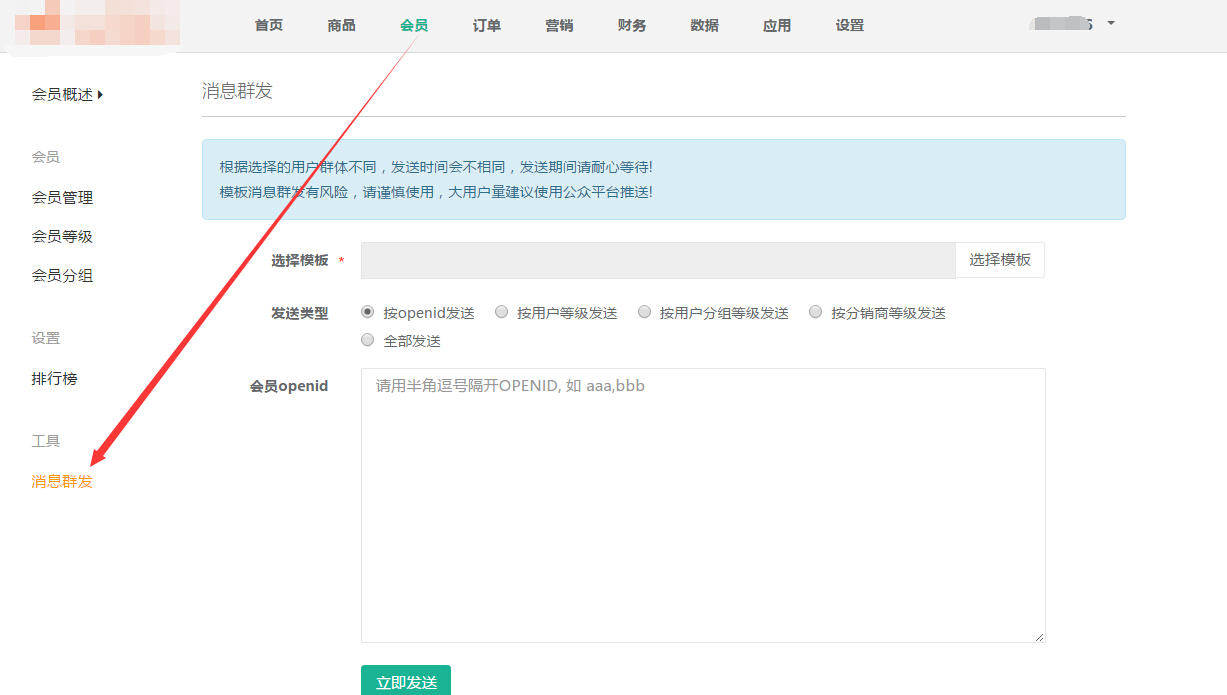 首页 商品 会员 订单 营销 财务 数据 应用 设置
会员概述
会员
会员管理
会员等级
会员分组
设置
排行榜
工具
消息群发
消息群发
根据选择的用户群体不同，发送时间会不相同，发送期间请耐心等待!
模板消息群发有风险，请谨慎使用，大用户量建议使用公众平台推送!
选择模板 * 选择模板
发送类型 按openid发送 按用户等级发送 按用户分组等级发送 按分销商等级发送
全部发送
会员openid 请用半角逗号隔开OPENID, 如 aaa,bbb
立即发送